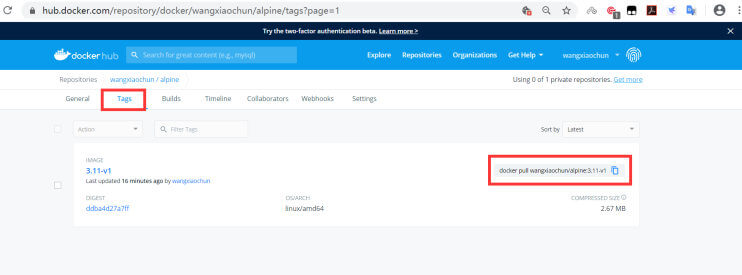 hub.docker.com/repository/docker/wangxiaochun/alpine/tags?page=1
Try the two-factor authentication beta. Learn more >
docker hub
Search for great content (e.g., mysql)
Explore Repositories Organizations Get Help wangxiaochun
Repositories wangxiaochun / alpine
Using 0 of 1 private repositories. Get more
General Tags Builds Timeline Collaborators Webhooks Settings
Action Filter Tags Sort by Latest
IMAGE
3.11-v1
Last updated 16 minutes ago by wangxiaochun
docker pull wangxiaochun/alpine:3.11-v1
DIGEST OS/ARCH COMPRESSED SIZE
ddba4d27a7ff linux/amd64 2.67 MB